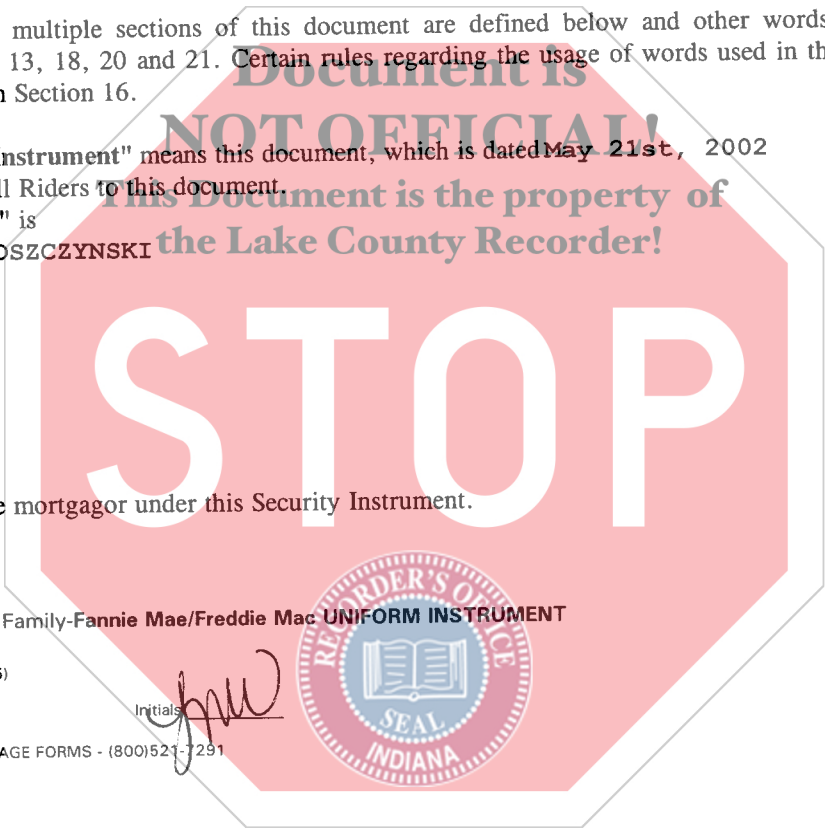 multiple sections of this document are defined below and other words
13, 18, 20 and 21. Certain rules regarding the usage of words used in th
Section 16.
Document is
NOT OFFICIAL!
nstrument" means this document, which is dated May 21st, 2002
ll Riders to this document.
This Document is the property of
" is
OSZCZYNSKI
the Lake County Recorder!
STOP
e mortgagor under this Security Instrument.
RECORDER'S OFFICE
Family-Fannie Mae/Freddie Mac UNIFORM INSTRUMENT
)
Initials
SEAL
INDIANA
AGE FORMS - (800)521-7291